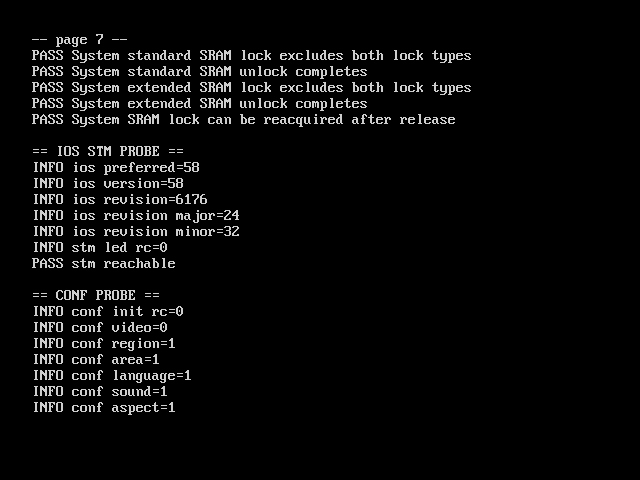 -- page 7 --
PASS System standard SRAM lock excludes both lock types
PASS System standard SRAM unlock completes
PASS System extended SRAM lock excludes both lock types
PASS System extended SRAM unlock completes
PASS System SRAM lock can be reacquired after release
== IOS STM PROBE ==
INFO ios preferred=58
INFO ios version=58
INFO ios revision=6176
INFO ios revision major=24
INFO ios revision minor=32
INFO stm led rc=0
PASS stm reachable
== CONF PROBE ==
INFO conf init rc=0
INFO conf video=0
INFO conf region=1
INFO conf area=1
INFO conf language=1
INFO conf sound=1
INFO conf aspect=1